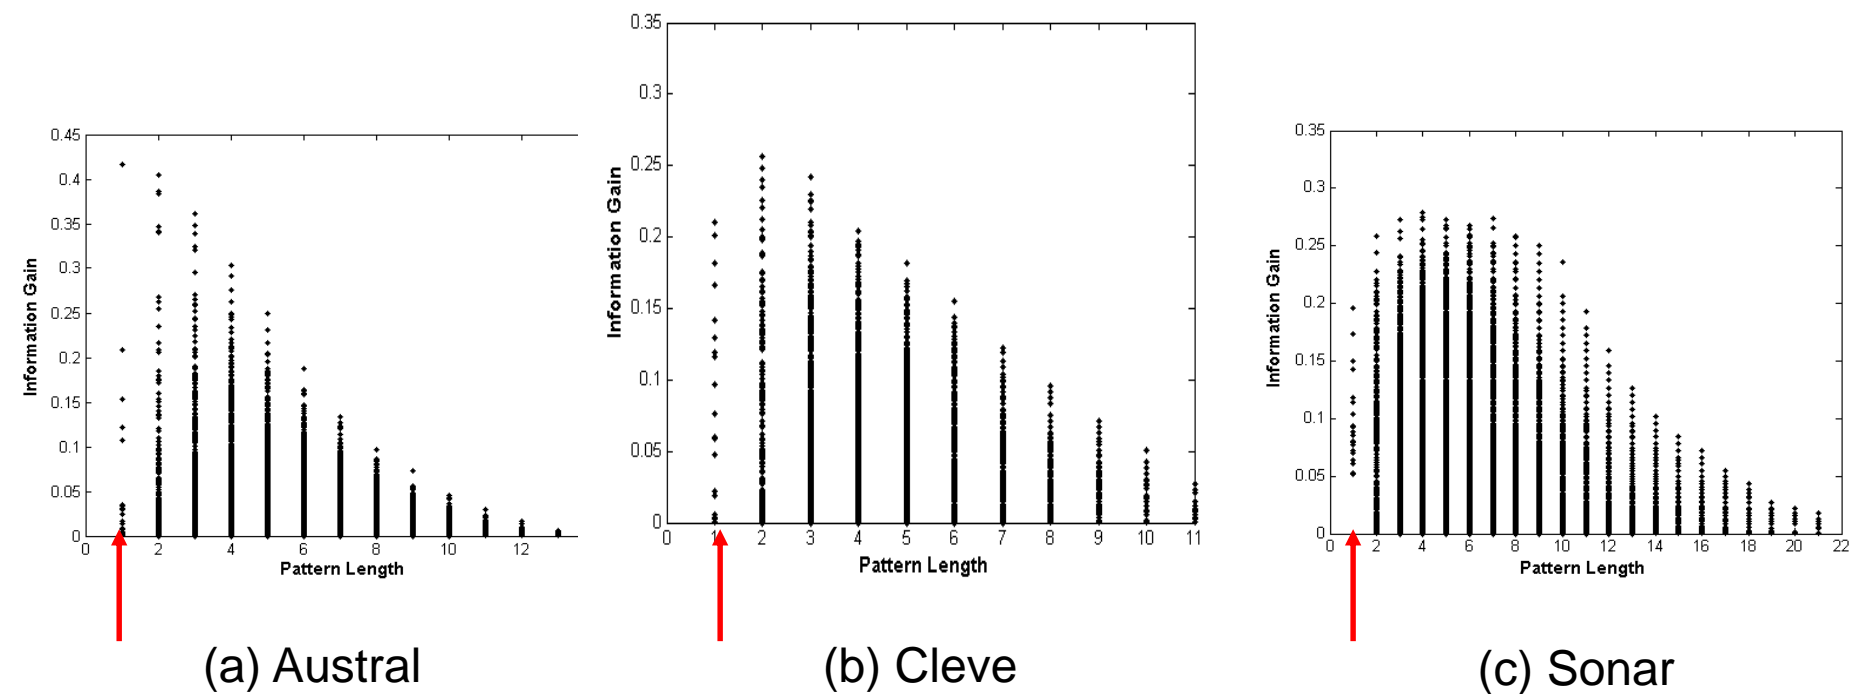 0.45
0.4
0.35
0.3
0.25
0.2
0.15
0.1
0.05
0
Information Gain
0 2 4 6 8 10 12
Pattern Length
(a) Austral
0.35
0.3
0.25
0.2
0.15
0.1
0.05
0
Information Gain
0 1 2 3 4 5 6 7 8 9 10 11
Pattern Length
(b) Cleve
0.35
0.3
0.25
0.2
0.15
0.1
0.05
0
Information Gain
0 2 4 6 8 10 12 14 16 18 20 22
Pattern Length
(c) Sonar